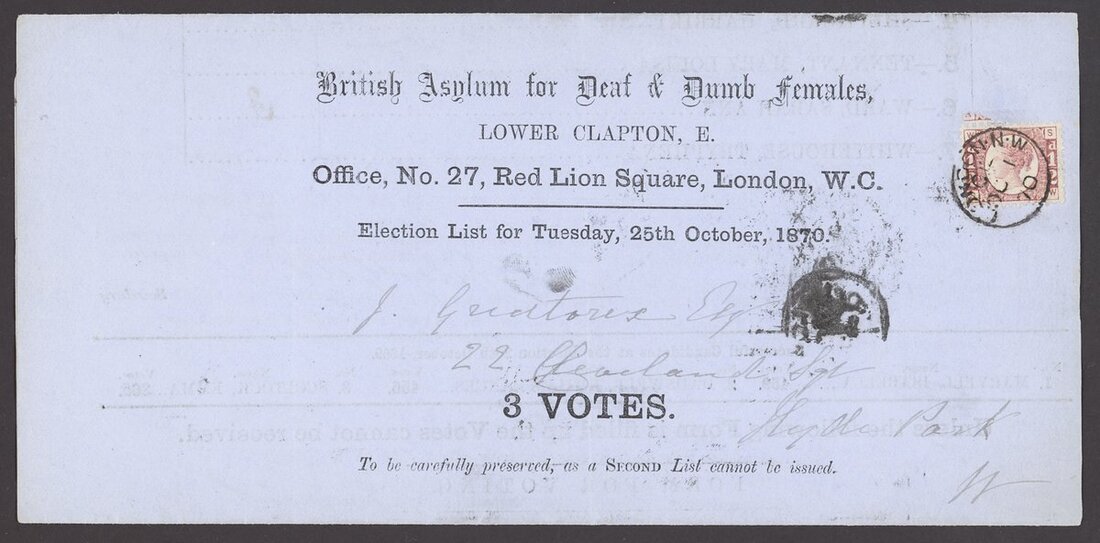 British Asylum for Deaf & Dumb Females,
LOWER CLAPTON, E.
Office, No. 27, Red Lion Square, London, W.C.
Election List for Tuesday, 25th October, 1870.
J. Greatorex Esq
22 Cleveland Sqr
3 VOTES.
Hyde Park
W
To be carefully preserved, as a SECOND List cannot be issued.